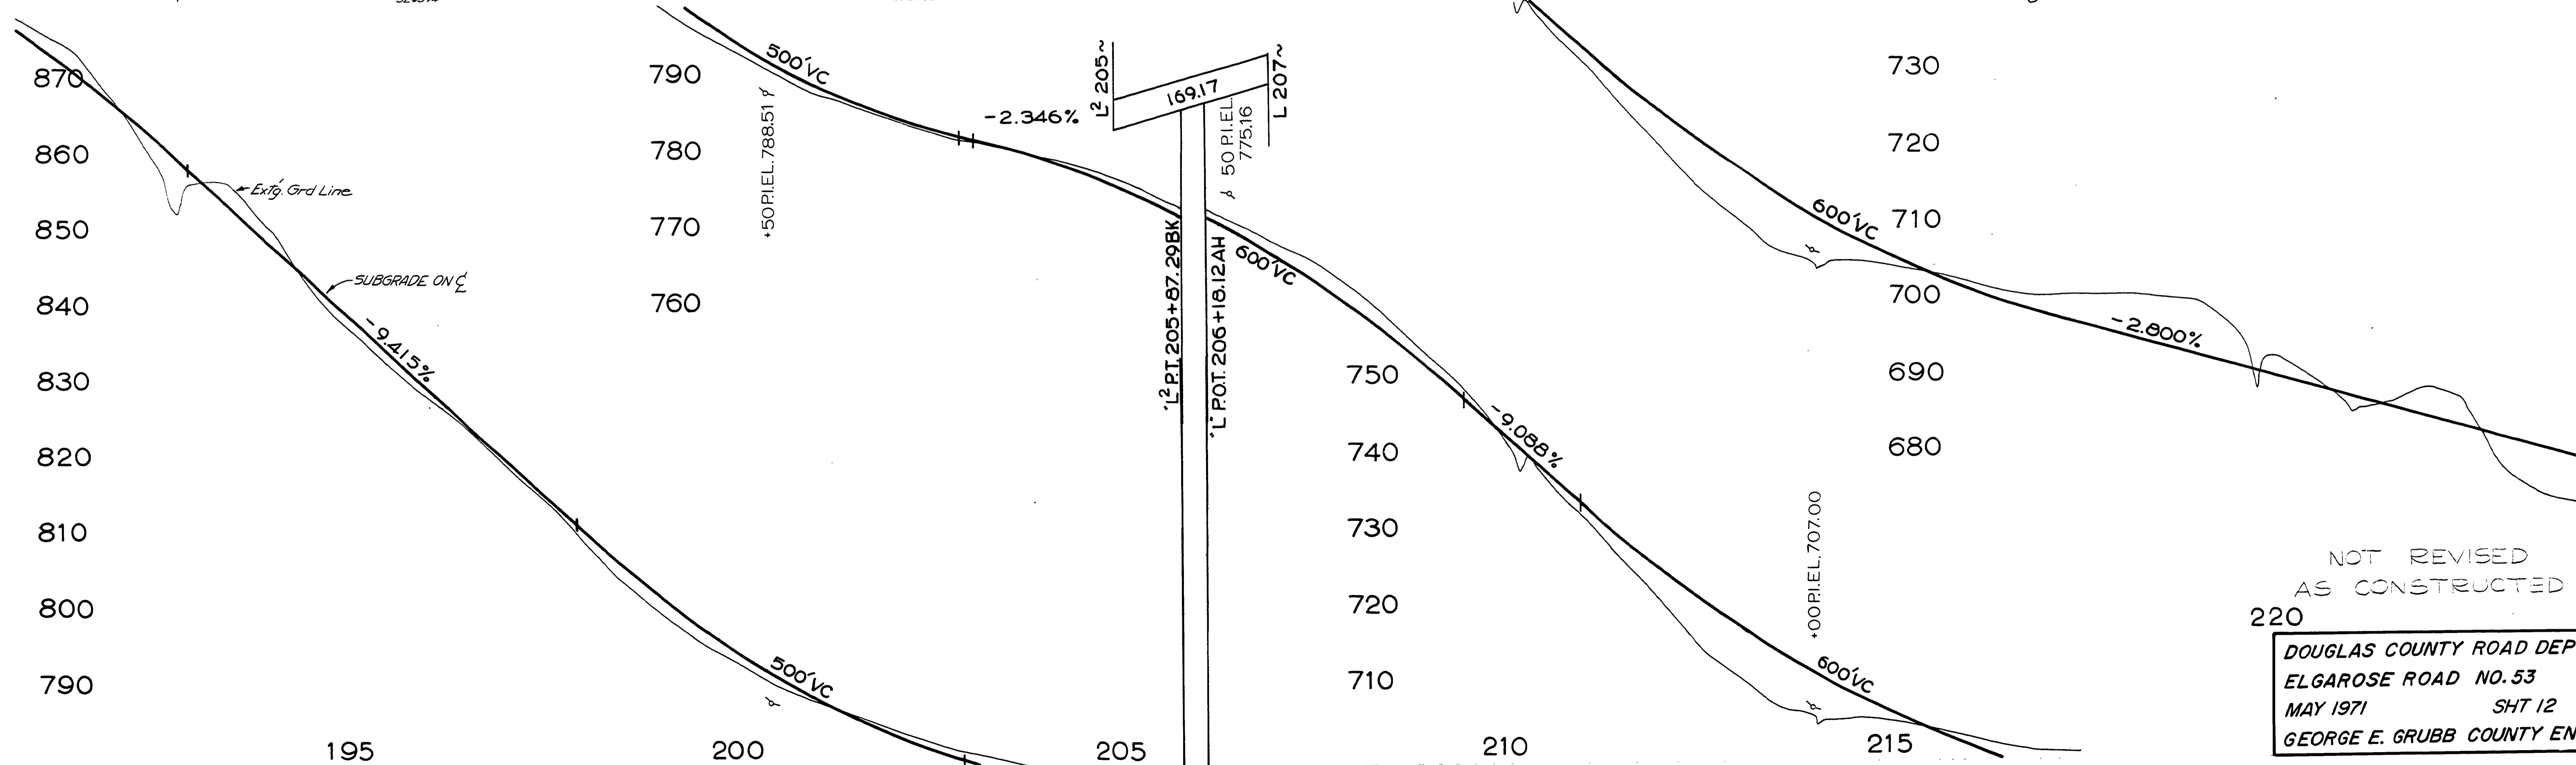 870
860
850
840
830
820
810
800
790
Ext'g. Grd Line
SUBGRADE ON ℄
-9.415%
790
780
770
760
500' VC
+50 P.I.EL.788.51
-2.346%
L² 205~
169.17
L 207~
50 P.I.EL.
775.16
"L² P.T. 205+87.29BK
"L" P.O.T. 206+18.12AH
600' VC
-9.088%
500' VC
750
740
730
720
710
730
720
710
700
690
680
600' VC
-2.800%
+00 P.I.EL.707.00
600' VC
195
200
205
210
215
220
NOT REVISED
AS CONSTRUCTED
DOUGLAS COUNTY ROAD DEP
ELGAROSE ROAD NO. 53
MAY 1971 SHT 12
GEORGE E. GRUBB COUNTY EN